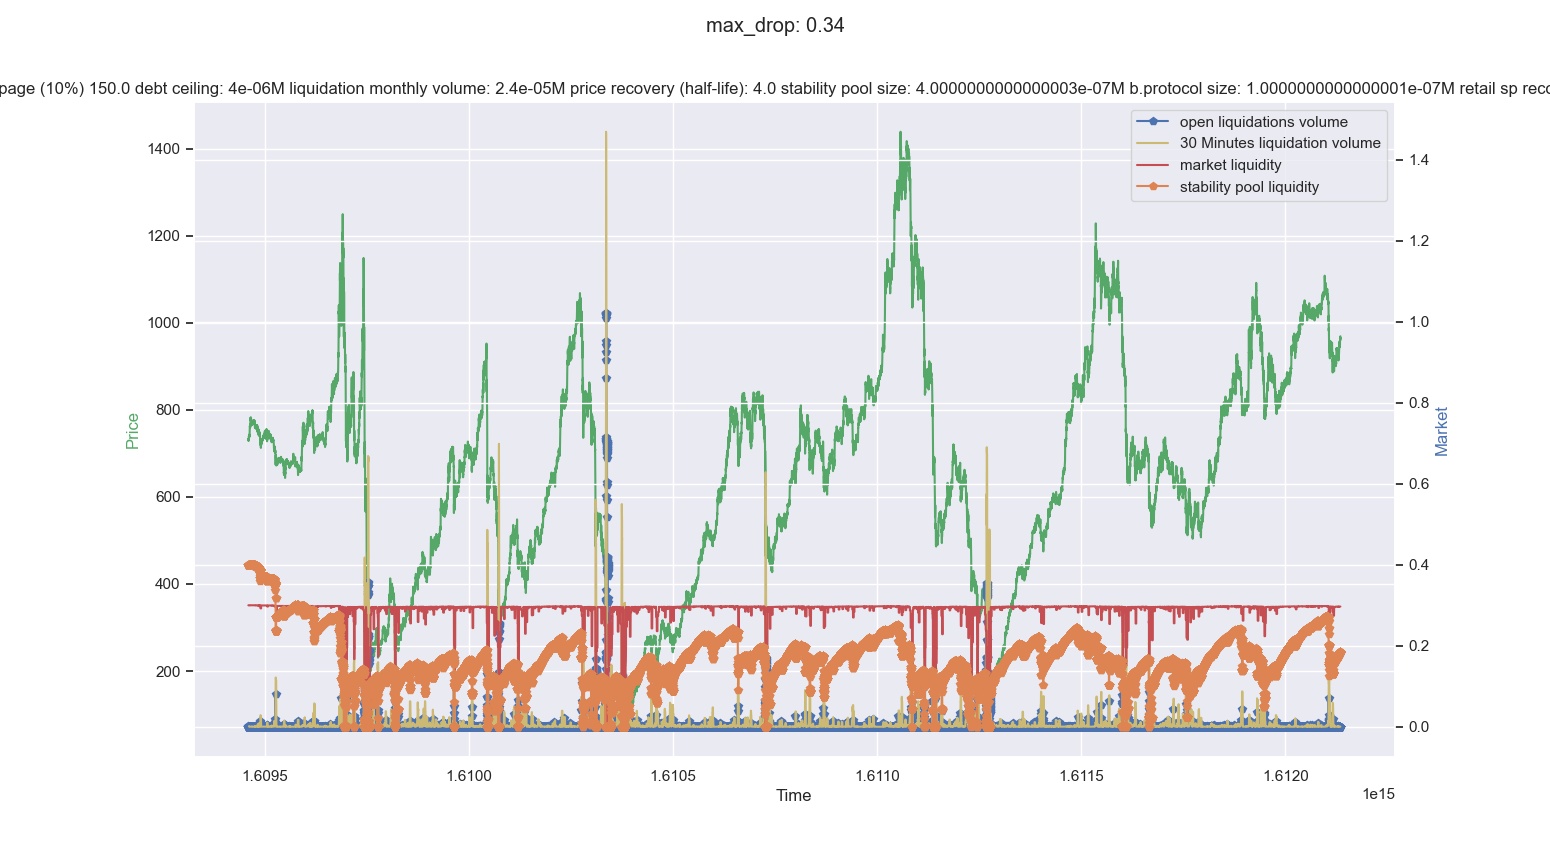 max_drop: 0.34
page (10%) 150.0 debt ceiling: 4e-06M liquidation monthly volume: 2.4e-05M price recovery (half-life): 4.0 stability pool size: 4.0000000000000003e-07M b.protocol size: 1.0000000000000001e-07M retail sp reco
open liquidations volume
30 Minutes liquidation volume
market liquidity
stability pool liquidity
1400
1200
1000
800
600
400
200
Price
1.4
1.2
1.0
0.8
0.6
0.4
0.2
0.0
Market
1.6095 1.6100 1.6105 1.6110 1.6115 1.6120
1e15
Time